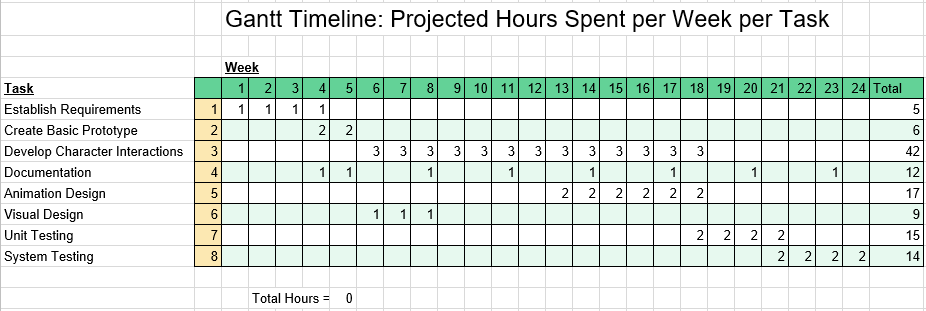 Gantt Timeline: Projected Hours Spent per Week per Task
Week
Task 1 2 3 4 5 6 7 8 9 10 11 12 13 14 15 16 17 18 19 20 21 22 23 24 Total
Establish Requirements 1 1 1 1 1 5
Create Basic Prototype 2 2 2 6
Develop Character Interactions 3 3 3 3 3 3 3 3 3 3 3 3 3 3 42
Documentation 4 1 1 1 1 1 1 1 1 12
Animation Design 5 2 2 2 2 2 2 17
Visual Design 6 1 1 1 9
Unit Testing 7 2 2 2 2 15
System Testing 8 2 2 2 2 14
Total Hours = 0